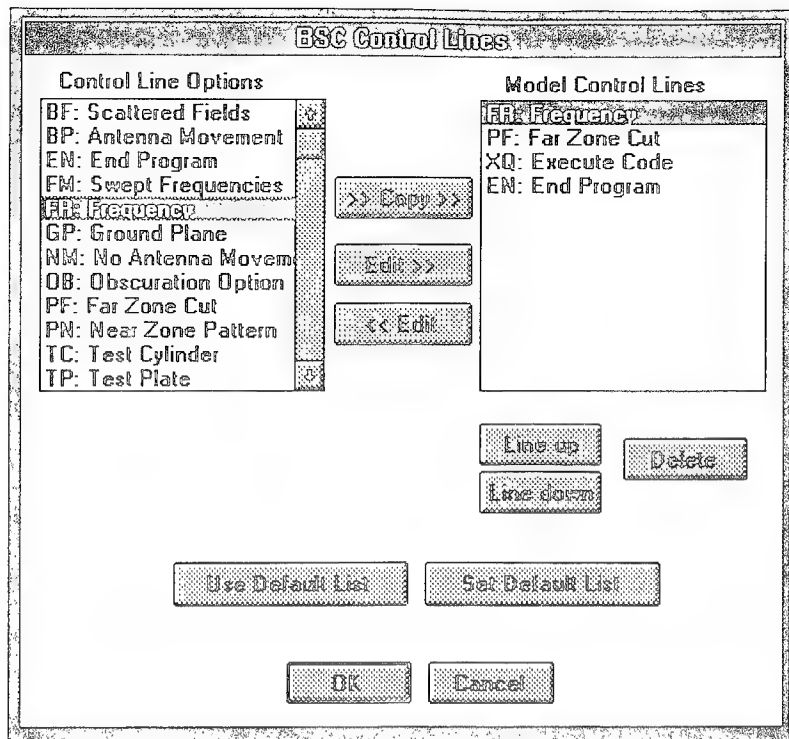 BSC Control Lines
Control Line Options
BF: Scattered Fields
BP: Antenna Movement
EN: End Program
FM: Swept Frequencies
FR: Frequency
GP: Ground Plane
NM: No Antenna Movem
OB: Obscuration Option
PF: Far Zone Cut
PN: Near Zone Pattern
TC: Test Cylinder
TP: Test Plate
>> Copy >>
Edit >>
<< Edit
Model Control Lines
FR: Frequency
PF: Far Zone Cut
XQ: Execute Code
EN: End Program
Line up
Line down
Delete
Use Default List
Set Default List
OK
Cancel